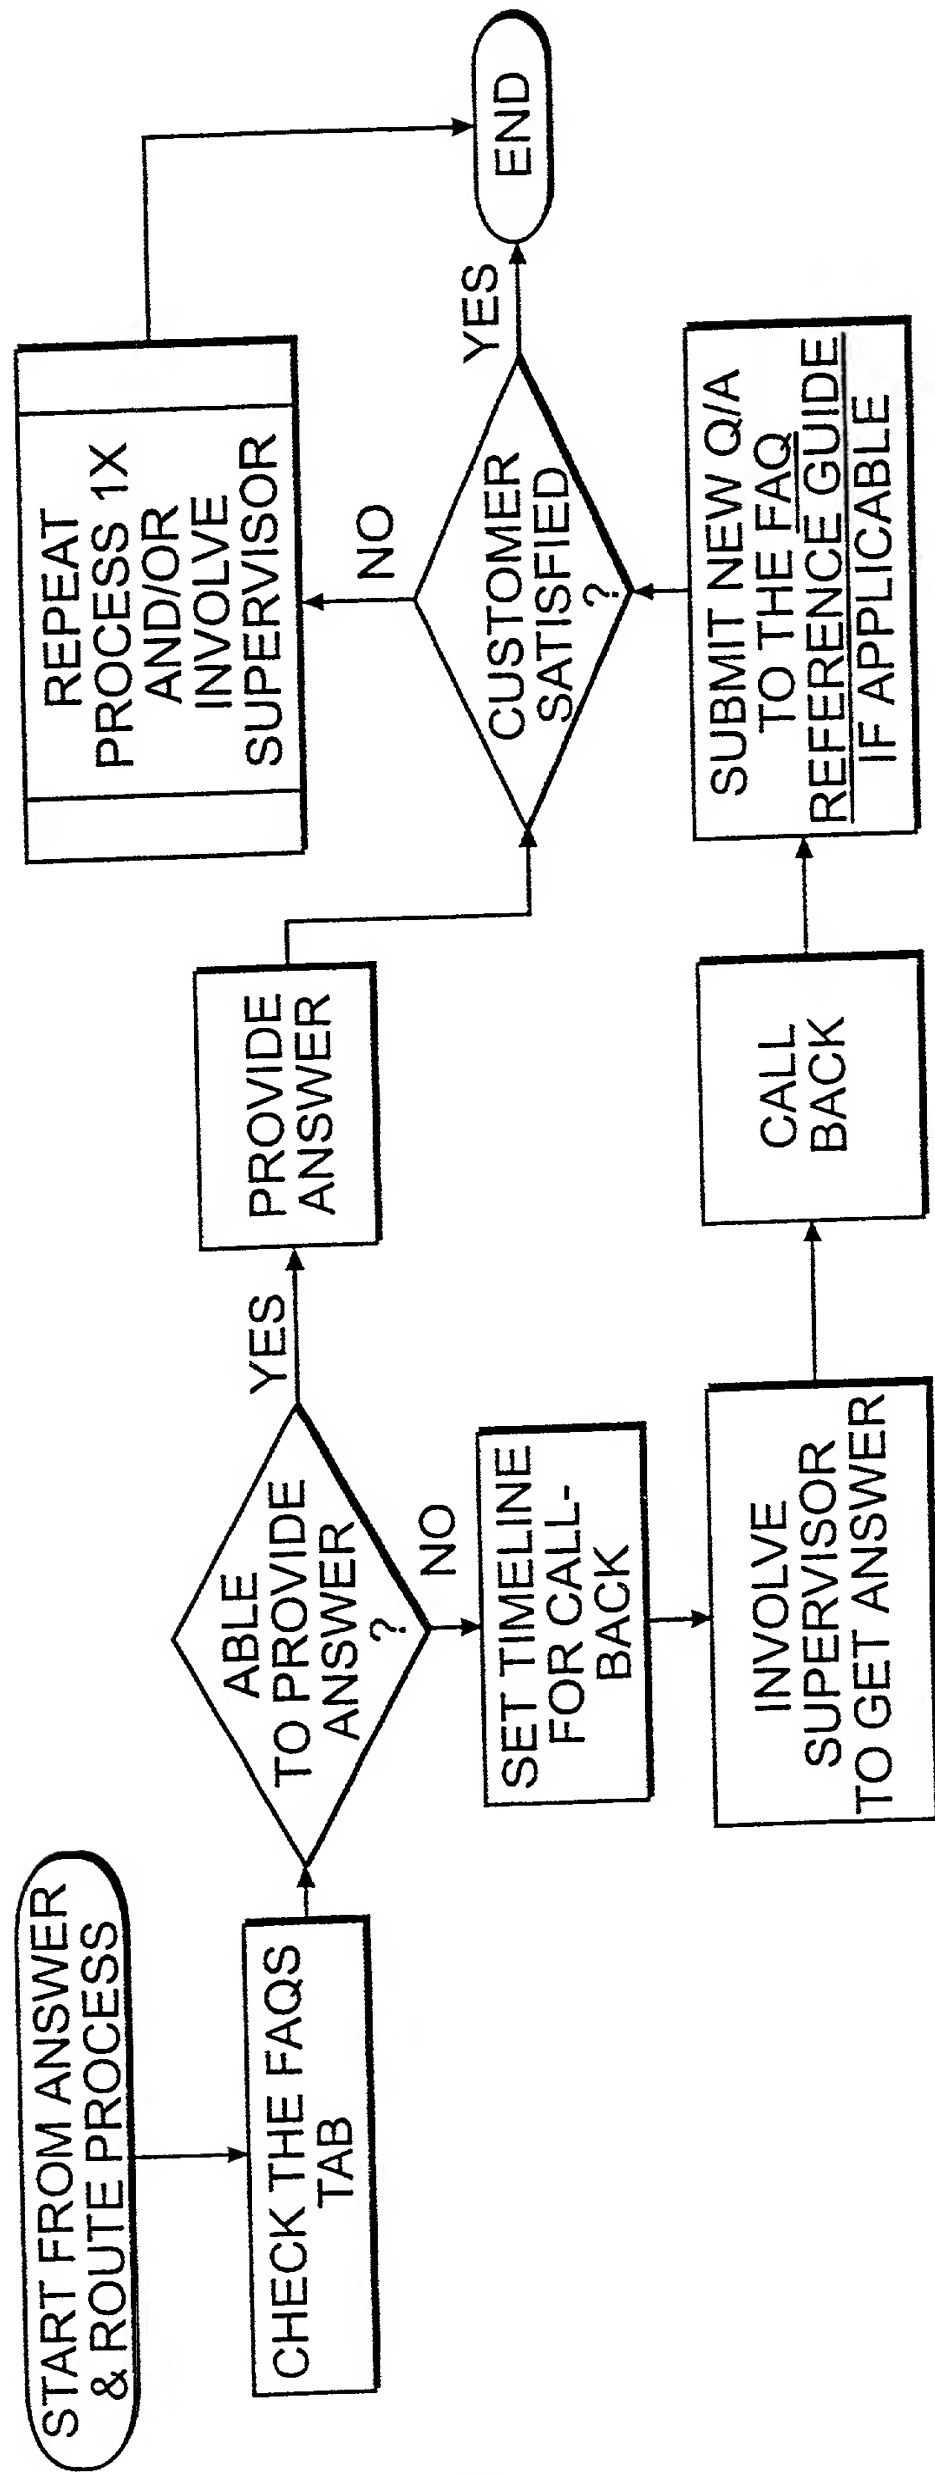 START FROM ANSWER
& ROUTE PROCESS
CHECK THE FAQS
TAB
ABLE
TO PROVIDE
ANSWER
?
YES
NO
PROVIDE
ANSWER
SET TIMELINE
FOR CALL-
BACK
INVOLVE
SUPERVISOR
TO GET ANSWER
CALL
BACK
SUBMIT NEW Q/A
TO THE FAQ
REFERENCE GUIDE
IF APPLICABLE
CUSTOMER
SATISFIED
?
NO
YES
REPEAT
PROCESS 1X
AND/OR
INVOLVE
SUPERVISOR
END